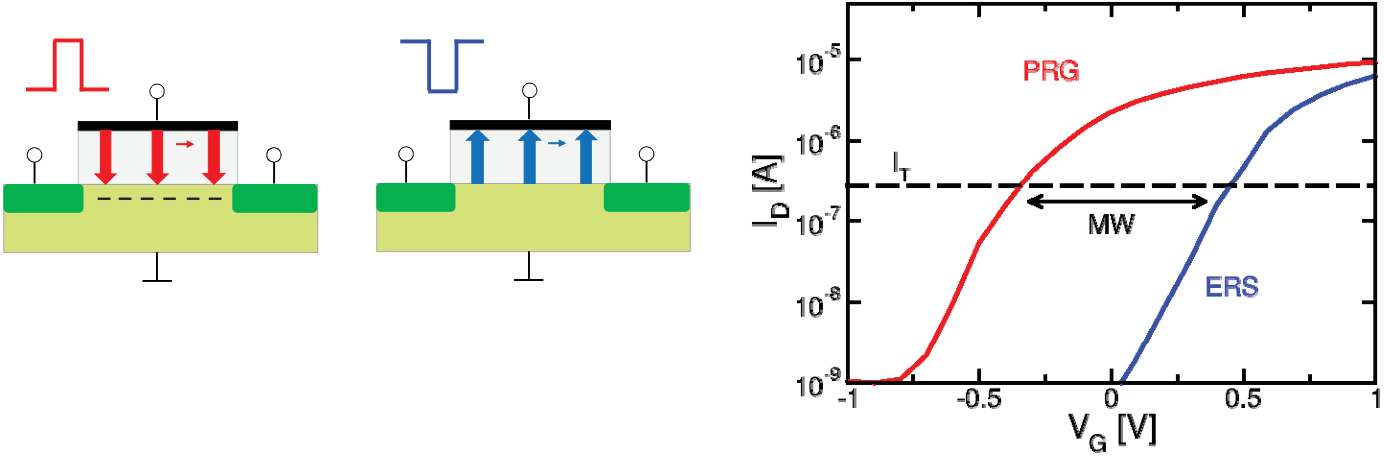 PRG
I_T
MW
ERS
10^-5
10^-6
10^-7
10^-8
10^-9
I_D [A]
-1
-0.5
0
0.5
1
V_G [V]